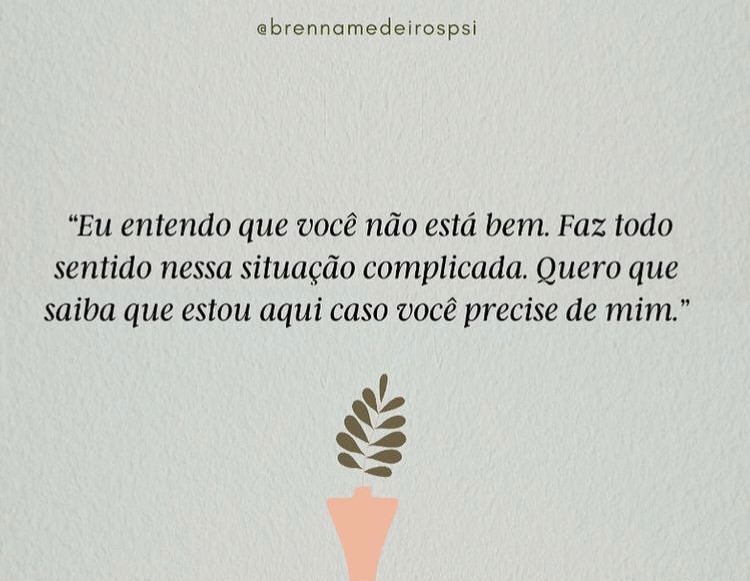 @brennamedeirospsi
“Eu entendo que você não está bem. Faz todo
sentido nessa situação complicada. Quero que
saiba que estou aqui caso você precise de mim.”